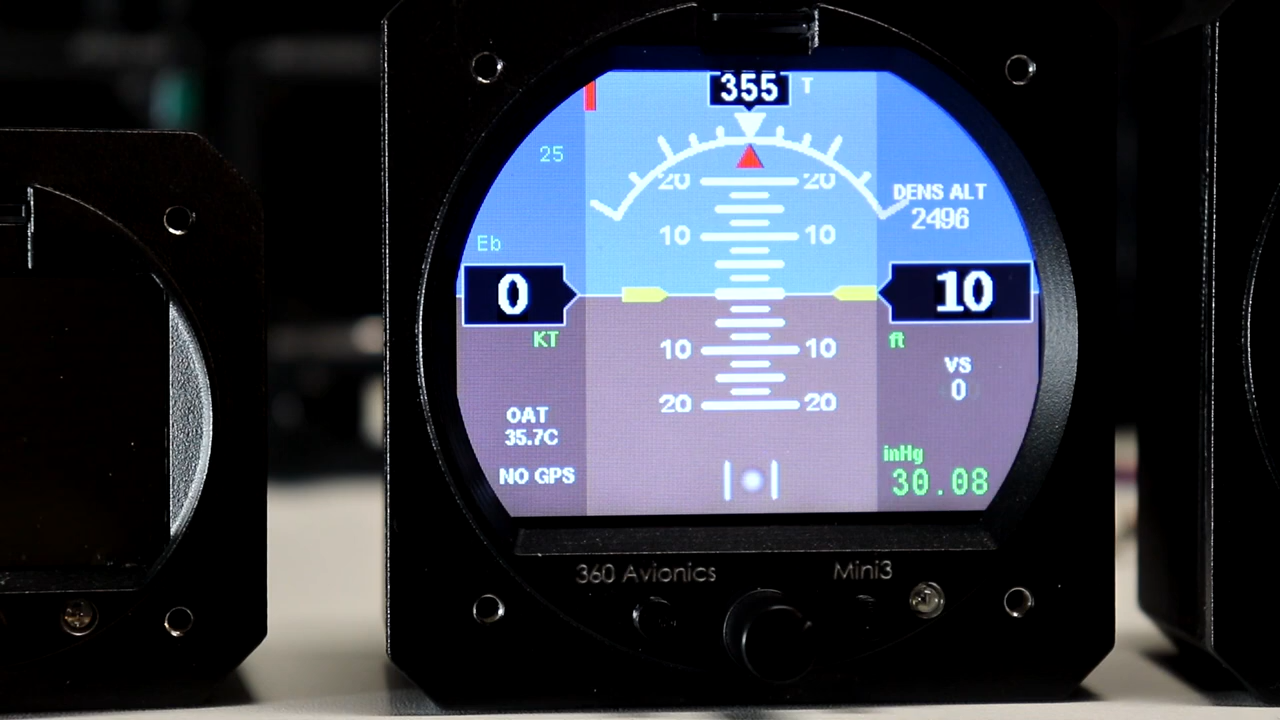 355 T
25
20 20
DENS ALT
2496
10 10
Eb
0
10
KT
ft
10 10
VS
0
20 20
OAT
35.7C
inHg
30.08
NO GPS
360 Avionics
Mini3